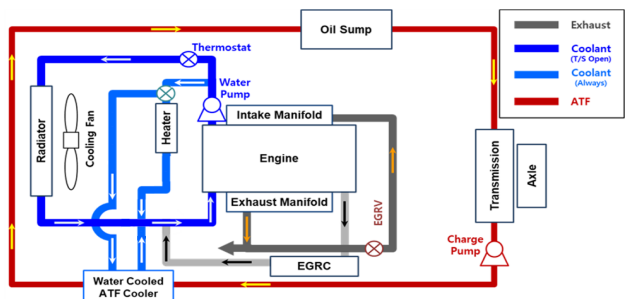 Oil Sump
Exhaust
Coolant
(T/S Open)
Coolant
(Always)
ATF
Thermostat
Water
Pump
Radiator
Cooling Fan
Heater
Intake Manifold
Engine
Exhaust Manifold
EGRV
Transmission
Axle
Charge
Pump
EGRC
Water Cooled
ATF Cooler